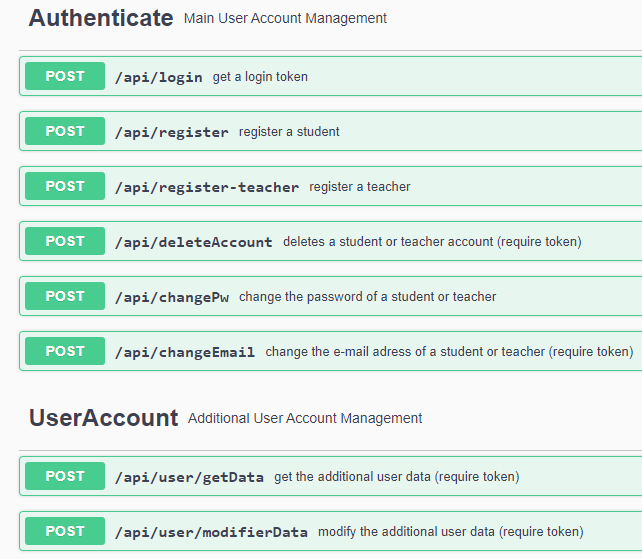 Authenticate Main User Account Management
POST /api/login get a login token
POST /api/register register a student
POST /api/register-teacher register a teacher
POST /api/deleteAccount deletes a student or teacher account (require token)
POST /api/changePw change the password of a student or teacher
POST /api/changeEmail change the e-mail adress of a student or teacher (require token)
UserAccount Additional User Account Management
POST /api/user/getData get the additional user data (require token)
POST /api/user/modifierData modify the additional user data (require token)